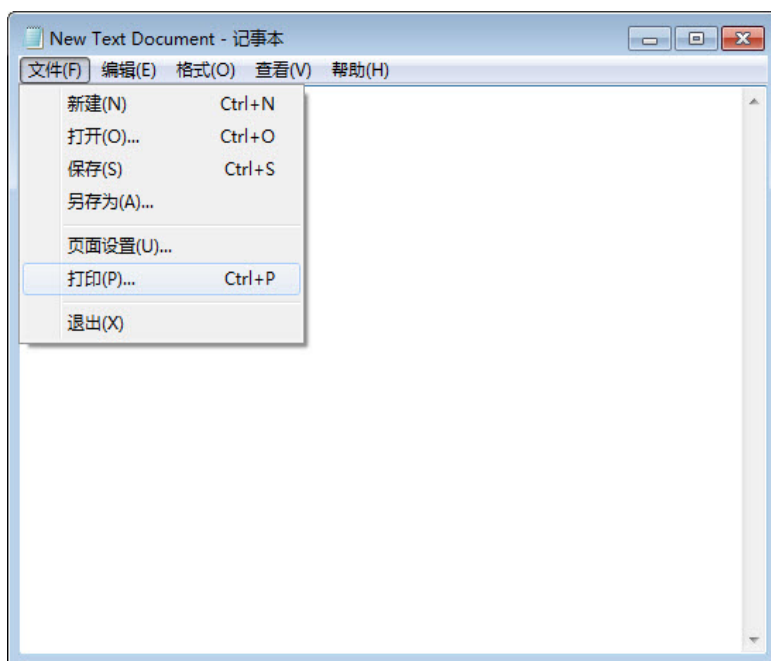 New Text Document - 记事本
文件(F) 编辑(E) 格式(O) 查看(V) 帮助(H)
新建(N) Ctrl+N
打开(O)... Ctrl+O
保存(S) Ctrl+S
另存为(A)...
页面设置(U)...
打印(P)... Ctrl+P
退出(X)